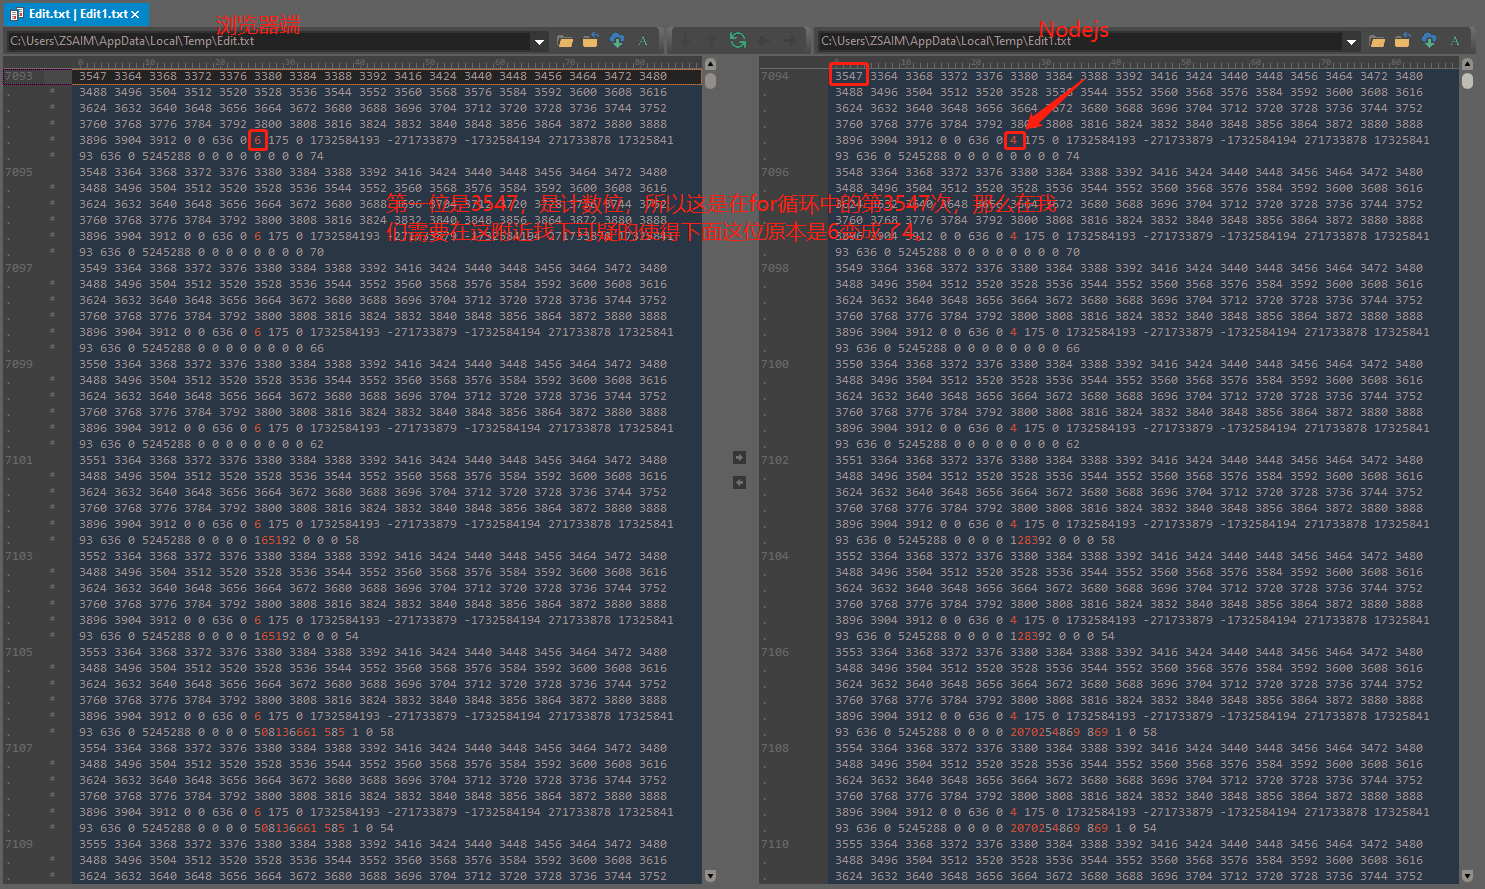 Edit.txt | Edit1.txt
浏览器端
C:\Users\ZSAIM\AppData\Local\Temp\Edit.txt
0 10 20 30 40 50 60 70 80
7093 3547 3364 3368 3372 3376 3380 3384 3388 3392 3416 3424 3440 3448 3456 3464 3472 3480
3488 3496 3504 3512 3520 3528 3536 3544 3552 3560 3568 3576 3584 3592 3600 3608 3616
3624 3632 3640 3648 3656 3664 3672 3680 3688 3696 3704 3712 3720 3728 3736 3744 3752
3760 3768 3776 3784 3792 3800 3808 3816 3824 3832 3840 3848 3856 3864 3872 3880 3888
3896 3904 3912 0 0 636 0 6 175 0 1732584193 -271733879 -1732584194 271733878 17325841
93 636 0 5245288 0 0 0 0 0 0 0 0 74
7095 3548 3364 3368 3372 3376 3380 3384 3388 3392 3416 3424 3440 3448 3456 3464 3472 3480
3488 3496 3504 3512 3520 3528 3536 3544 3552 3560 3568 3576 3584 3592 3600 3608 3616
3624 3632 3640 3648 3656 3664 3672 3680 3688 3696 3704 3712 3720 3728 3736 3744 3752
3760 3768 3776 3784 3792 3800 3808 3816 3824 3832 3840 3848 3856 3864 3872 3880 3888
3896 3904 3912 0 0 636 0 6 175 0 1732584193 -271733879 -1732584194 271733878 17325841
93 636 0 5245288 0 0 0 0 0 0 0 0 70
第一位是3547，是计数位，所以这是在for循环中的第3547次，那么在我
们需要在这附近找下可疑的使得下面这位原本是6变成了4。
7097 3549 3364 3368 3372 3376 3380 3384 3388 3392 3416 3424 3440 3448 3456 3464 3472 3480
3488 3496 3504 3512 3520 3528 3536 3544 3552 3560 3568 3576 3584 3592 3600 3608 3616
3624 3632 3640 3648 3656 3664 3672 3680 3688 3696 3704 3712 3720 3728 3736 3744 3752
3760 3768 3776 3784 3792 3800 3808 3816 3824 3832 3840 3848 3856 3864 3872 3880 3888
3896 3904 3912 0 0 636 0 6 175 0 1732584193 -271733879 -1732584194 271733878 17325841
93 636 0 5245288 0 0 0 0 0 0 0 0 66
7099 3550 3364 3368 3372 3376 3380 3384 3388 3392 3416 3424 3440 3448 3456 3464 3472 3480
3488 3496 3504 3512 3520 3528 3536 3544 3552 3560 3568 3576 3584 3592 3600 3608 3616
3624 3632 3640 3648 3656 3664 3672 3680 3688 3696 3704 3712 3720 3728 3736 3744 3752
3760 3768 3776 3784 3792 3800 3808 3816 3824 3832 3840 3848 3856 3864 3872 3880 3888
3896 3904 3912 0 0 636 0 6 175 0 1732584193 -271733879 -1732584194 271733878 17325841
93 636 0 5245288 0 0 0 0 0 0 0 0 62
7101 3551 3364 3368 3372 3376 3380 3384 3388 3392 3416 3424 3440 3448 3456 3464 3472 3480
3488 3496 3504 3512 3520 3528 3536 3544 3552 3560 3568 3576 3584 3592 3600 3608 3616
3624 3632 3640 3648 3656 3664 3672 3680 3688 3696 3704 3712 3720 3728 3736 3744 3752
3760 3768 3776 3784 3792 3800 3808 3816 3824 3832 3840 3848 3856 3864 3872 3880 3888
3896 3904 3912 0 0 636 0 6 175 0 1732584193 -271733879 -1732584194 271733878 17325841
93 636 0 5245288 0 0 0 0 165192 0 0 0 58
7103 3552 3364 3368 3372 3376 3380 3384 3388 3392 3416 3424 3440 3448 3456 3464 3472 3480
3488 3496 3504 3512 3520 3528 3536 3544 3552 3560 3568 3576 3584 3592 3600 3608 3616
3624 3632 3640 3648 3656 3664 3672 3680 3688 3696 3704 3712 3720 3728 3736 3744 3752
3760 3768 3776 3784 3792 3800 3808 3816 3824 3832 3840 3848 3856 3864 3872 3880 3888
3896 3904 3912 0 0 636 0 6 175 0 1732584193 -271733879 -1732584194 271733878 17325841
93 636 0 5245288 0 0 0 0 165192 0 0 0 54
7105 3553 3364 3368 3372 3376 3380 3384 3388 3392 3416 3424 3440 3448 3456 3464 3472 3480
3488 3496 3504 3512 3520 3528 3536 3544 3552 3560 3568 3576 3584 3592 3600 3608 3616
3624 3632 3640 3648 3656 3664 3672 3680 3688 3696 3704 3712 3720 3728 3736 3744 3752
3760 3768 3776 3784 3792 3800 3808 3816 3824 3832 3840 3848 3856 3864 3872 3880 3888
3896 3904 3912 0 0 636 0 6 175 0 1732584193 -271733879 -1732584194 271733878 17325841
93 636 0 5245288 0 0 0 0 508136661 585 1 0 58
7107 3554 3364 3368 3372 3376 3380 3384 3388 3392 3416 3424 3440 3448 3456 3464 3472 3480
3488 3496 3504 3512 3520 3528 3536 3544 3552 3560 3568 3576 3584 3592 3600 3608 3616
3624 3632 3640 3648 3656 3664 3672 3680 3688 3696 3704 3712 3720 3728 3736 3744 3752
3760 3768 3776 3784 3792 3800 3808 3816 3824 3832 3840 3848 3856 3864 3872 3880 3888
3896 3904 3912 0 0 636 0 6 175 0 1732584193 -271733879 -1732584194 271733878 17325841
93 636 0 5245288 0 0 0 0 508136661 585 1 0 54
7109 3555 3364 3368 3372 3376 3380 3384 3388 3392 3416 3424 3440 3448 3456 3464 3472 3480
3488 3496 3504 3512 3520 3528 3536 3544 3552 3560 3568 3576 3584 3592 3600 3608 3616
3624 3632 3640 3648 3656 3664 3672 3680 3688 3696 3704 3712 3720 3728 3736 3744 3752
Nodejs
C:\Users\ZSAIM\AppData\Local\Temp\Edit1.txt
0 10 20 30 40 50 60 70 80
7094 3547 3364 3368 3372 3376 3380 3384 3388 3392 3416 3424 3440 3448 3456 3464 3472 3480
3488 3496 3504 3512 3520 3528 3536 3544 3552 3560 3568 3576 3584 3592 3600 3608 3616
3624 3632 3640 3648 3656 3664 3672 3680 3688 3696 3704 3712 3720 3728 3736 3744 3752
3760 3768 3776 3784 3792 3800 3808 3816 3824 3832 3840 3848 3856 3864 3872 3880 3888
3896 3904 3912 0 0 636 0 4 175 0 1732584193 -271733879 -1732584194 271733878 17325841
93 636 0 5245288 0 0 0 0 0 0 0 0 74
7096 3548 3364 3368 3372 3376 3380 3384 3388 3392 3416 3424 3440 3448 3456 3464 3472 3480
3488 3496 3504 3512 3520 3528 3536 3544 3552 3560 3568 3576 3584 3592 3600 3608 3616
3624 3632 3640 3648 3656 3664 3672 3680 3688 3696 3704 3712 3720 3728 3736 3744 3752
3760 3768 3776 3784 3792 3800 3808 3816 3824 3832 3840 3848 3856 3864 3872 3880 3888
3896 3904 3912 0 0 636 0 4 175 0 1732584193 -271733879 -1732584194 271733878 17325841
93 636 0 5245288 0 0 0 0 0 0 0 0 70
7098 3549 3364 3368 3372 3376 3380 3384 3388 3392 3416 3424 3440 3448 3456 3464 3472 3480
3488 3496 3504 3512 3520 3528 3536 3544 3552 3560 3568 3576 3584 3592 3600 3608 3616
3624 3632 3640 3648 3656 3664 3672 3680 3688 3696 3704 3712 3720 3728 3736 3744 3752
3760 3768 3776 3784 3792 3800 3808 3816 3824 3832 3840 3848 3856 3864 3872 3880 3888
3896 3904 3912 0 0 636 0 4 175 0 1732584193 -271733879 -1732584194 271733878 17325841
93 636 0 5245288 0 0 0 0 0 0 0 0 66
7100 3550 3364 3368 3372 3376 3380 3384 3388 3392 3416 3424 3440 3448 3456 3464 3472 3480
3488 3496 3504 3512 3520 3528 3536 3544 3552 3560 3568 3576 3584 3592 3600 3608 3616
3624 3632 3640 3648 3656 3664 3672 3680 3688 3696 3704 3712 3720 3728 3736 3744 3752
3760 3768 3776 3784 3792 3800 3808 3816 3824 3832 3840 3848 3856 3864 3872 3880 3888
3896 3904 3912 0 0 636 0 4 175 0 1732584193 -271733879 -1732584194 271733878 17325841
93 636 0 5245288 0 0 0 0 0 0 0 0 62
7102 3551 3364 3368 3372 3376 3380 3384 3388 3392 3416 3424 3440 3448 3456 3464 3472 3480
3488 3496 3504 3512 3520 3528 3536 3544 3552 3560 3568 3576 3584 3592 3600 3608 3616
3624 3632 3640 3648 3656 3664 3672 3680 3688 3696 3704 3712 3720 3728 3736 3744 3752
3760 3768 3776 3784 3792 3800 3808 3816 3824 3832 3840 3848 3856 3864 3872 3880 3888
3896 3904 3912 0 0 636 0 4 175 0 1732584193 -271733879 -1732584194 271733878 17325841
93 636 0 5245288 0 0 0 0 128392 0 0 0 58
7104 3552 3364 3368 3372 3376 3380 3384 3388 3392 3416 3424 3440 3448 3456 3464 3472 3480
3488 3496 3504 3512 3520 3528 3536 3544 3552 3560 3568 3576 3584 3592 3600 3608 3616
3624 3632 3640 3648 3656 3664 3672 3680 3688 3696 3704 3712 3720 3728 3736 3744 3752
3760 3768 3776 3784 3792 3800 3808 3816 3824 3832 3840 3848 3856 3864 3872 3880 3888
3896 3904 3912 0 0 636 0 4 175 0 1732584193 -271733879 -1732584194 271733878 17325841
93 636 0 5245288 0 0 0 0 128392 0 0 0 54
7106 3553 3364 3368 3372 3376 3380 3384 3388 3392 3416 3424 3440 3448 3456 3464 3472 3480
3488 3496 3504 3512 3520 3528 3536 3544 3552 3560 3568 3576 3584 3592 3600 3608 3616
3624 3632 3640 3648 3656 3664 3672 3680 3688 3696 3704 3712 3720 3728 3736 3744 3752
3760 3768 3776 3784 3792 3800 3808 3816 3824 3832 3840 3848 3856 3864 3872 3880 3888
3896 3904 3912 0 0 636 0 4 175 0 1732584193 -271733879 -1732584194 271733878 17325841
93 636 0 5245288 0 0 0 0 2070254869 869 1 0 58
7108 3554 3364 3368 3372 3376 3380 3384 3388 3392 3416 3424 3440 3448 3456 3464 3472 3480
3488 3496 3504 3512 3520 3528 3536 3544 3552 3560 3568 3576 3584 3592 3600 3608 3616
3624 3632 3640 3648 3656 3664 3672 3680 3688 3696 3704 3712 3720 3728 3736 3744 3752
3760 3768 3776 3784 3792 3800 3808 3816 3824 3832 3840 3848 3856 3864 3872 3880 3888
3896 3904 3912 0 0 636 0 4 175 0 1732584193 -271733879 -1732584194 271733878 17325841
93 636 0 5245288 0 0 0 0 2070254869 869 1 0 54
7110 3555 3364 3368 3372 3376 3380 3384 3388 3392 3416 3424 3440 3448 3456 3464 3472 3480
3488 3496 3504 3512 3520 3528 3536 3544 3552 3560 3568 3576 3584 3592 3600 3608 3616
3624 3632 3640 3648 3656 3664 3672 3680 3688 3696 3704 3712 3720 3728 3736 3744 3752